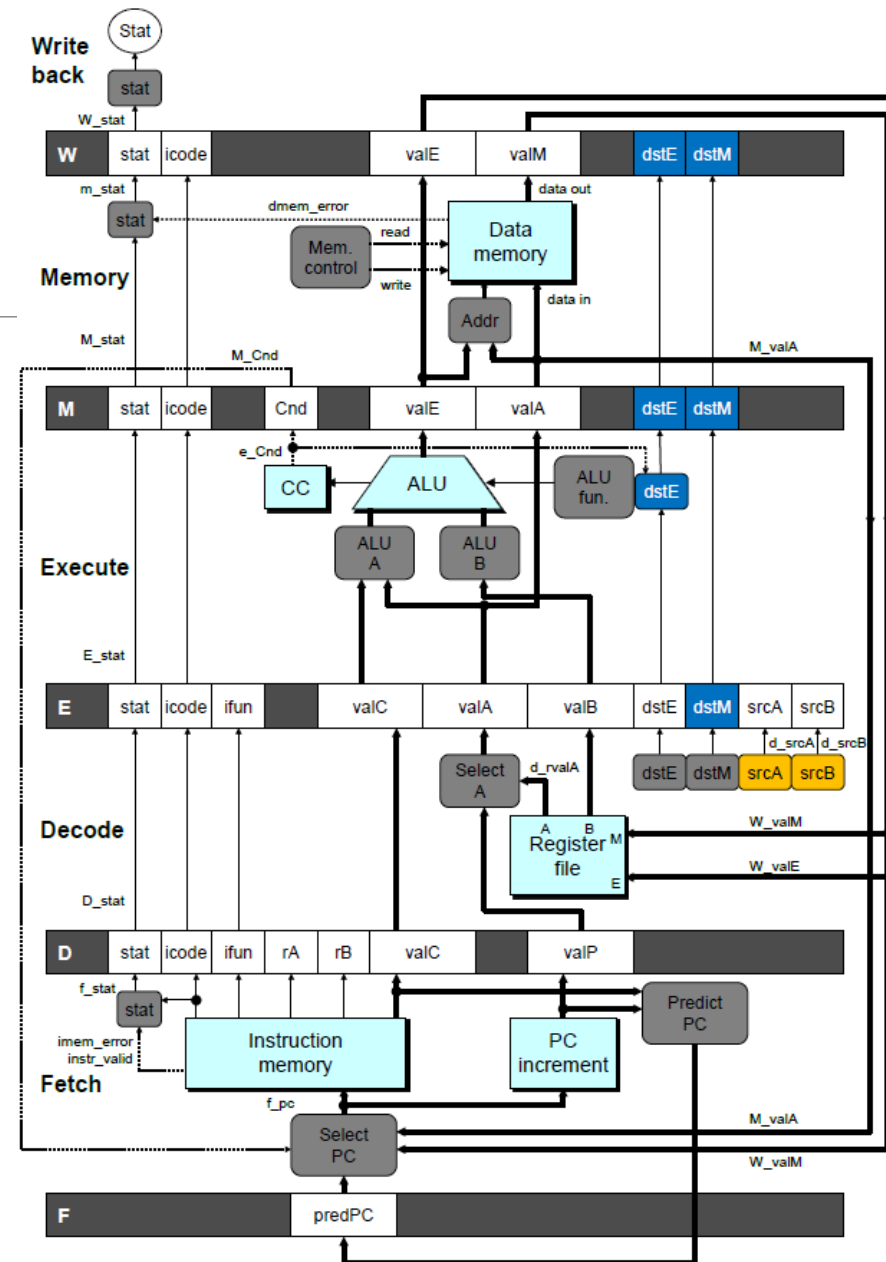 Stat
Write
back
stat
W_stat
W stat icode valE valM dstE dstM
m_stat
data out
dmem_error
stat
read
Mem.
control
write
Data
memory
Memory
data in
Addr
M_stat
M_Cnd
M_valA
M stat icode Cnd valE valA dstE dstM
e_Cnd
CC
ALU
ALU
fun.
dstE
ALU
A
ALU
B
Execute
E_stat
E stat icode ifun valC valA valB dstE dstM srcA srcB
d_srcA d_srcB
Select
A
d_rvalA
dstE dstM srcA srcB
Decode
A B
Register M
file
E
W_valM
W_valE
D_stat
D stat icode ifun rA rB valC valP
f_stat
stat
Predict
PC
imem_error
instr_valid
Instruction
memory
PC
increment
Fetch
f_pc
Select
PC
M_valA
W_valM
F predPC